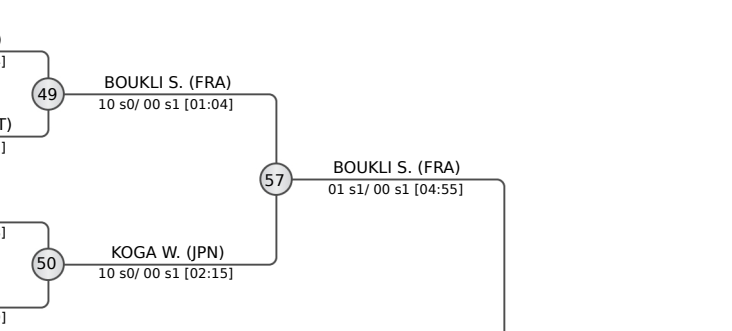 ]
49
BOUKLI S. (FRA)
10 s0/ 00 s1 [01:04]
T)
]
57
BOUKLI S. (FRA)
01 s1/ 00 s1 [04:55]
]
50
KOGA W. (JPN)
10 s0/ 00 s1 [02:15]
]